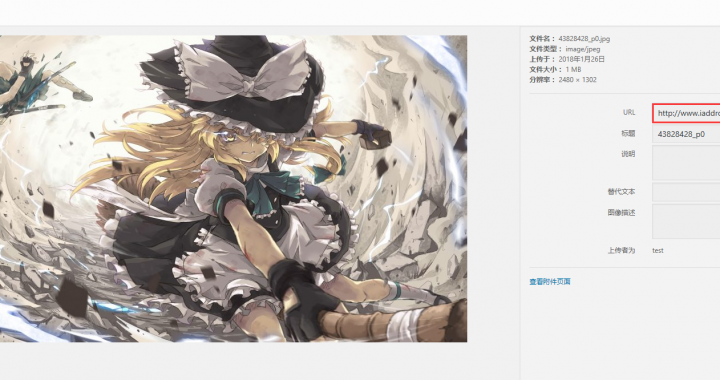 文件名： 43828428_p0.jpg
文件类型： image/jpeg
上传于： 2018年1月26日
文件大小： 1 MB
分辨率： 2480 × 1302
URL http://www.iaddro
标题 43828428_p0
说明
替代文本
图像描述
上传者为 test
查看附件页面